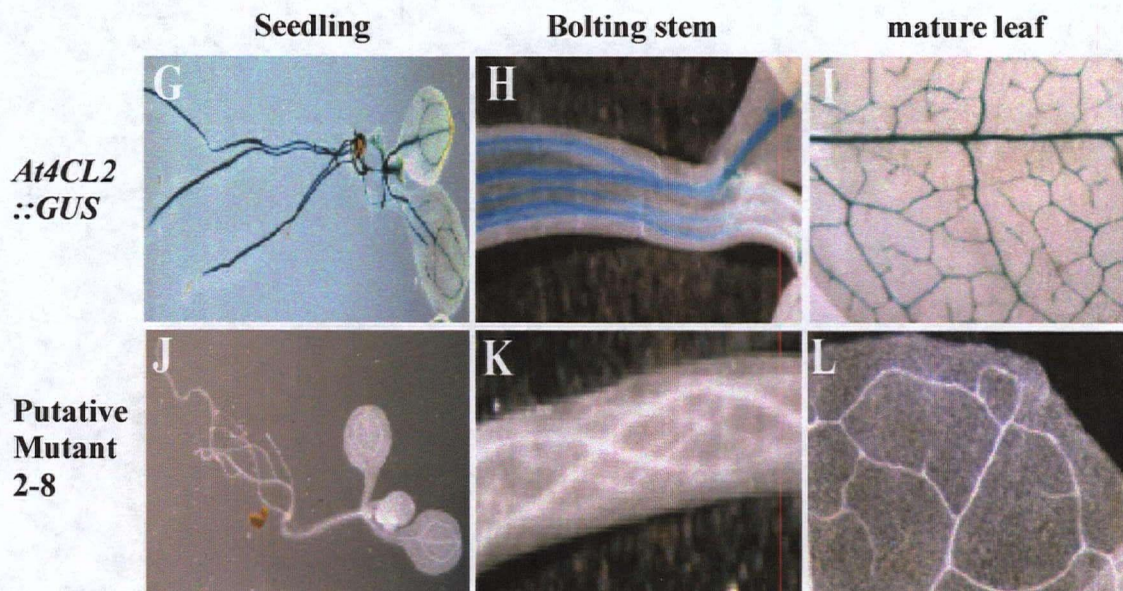 Seedling Bolting stem mature leaf
G H I
At4CL2
::GUS
J K L
Putative
Mutant
2-8